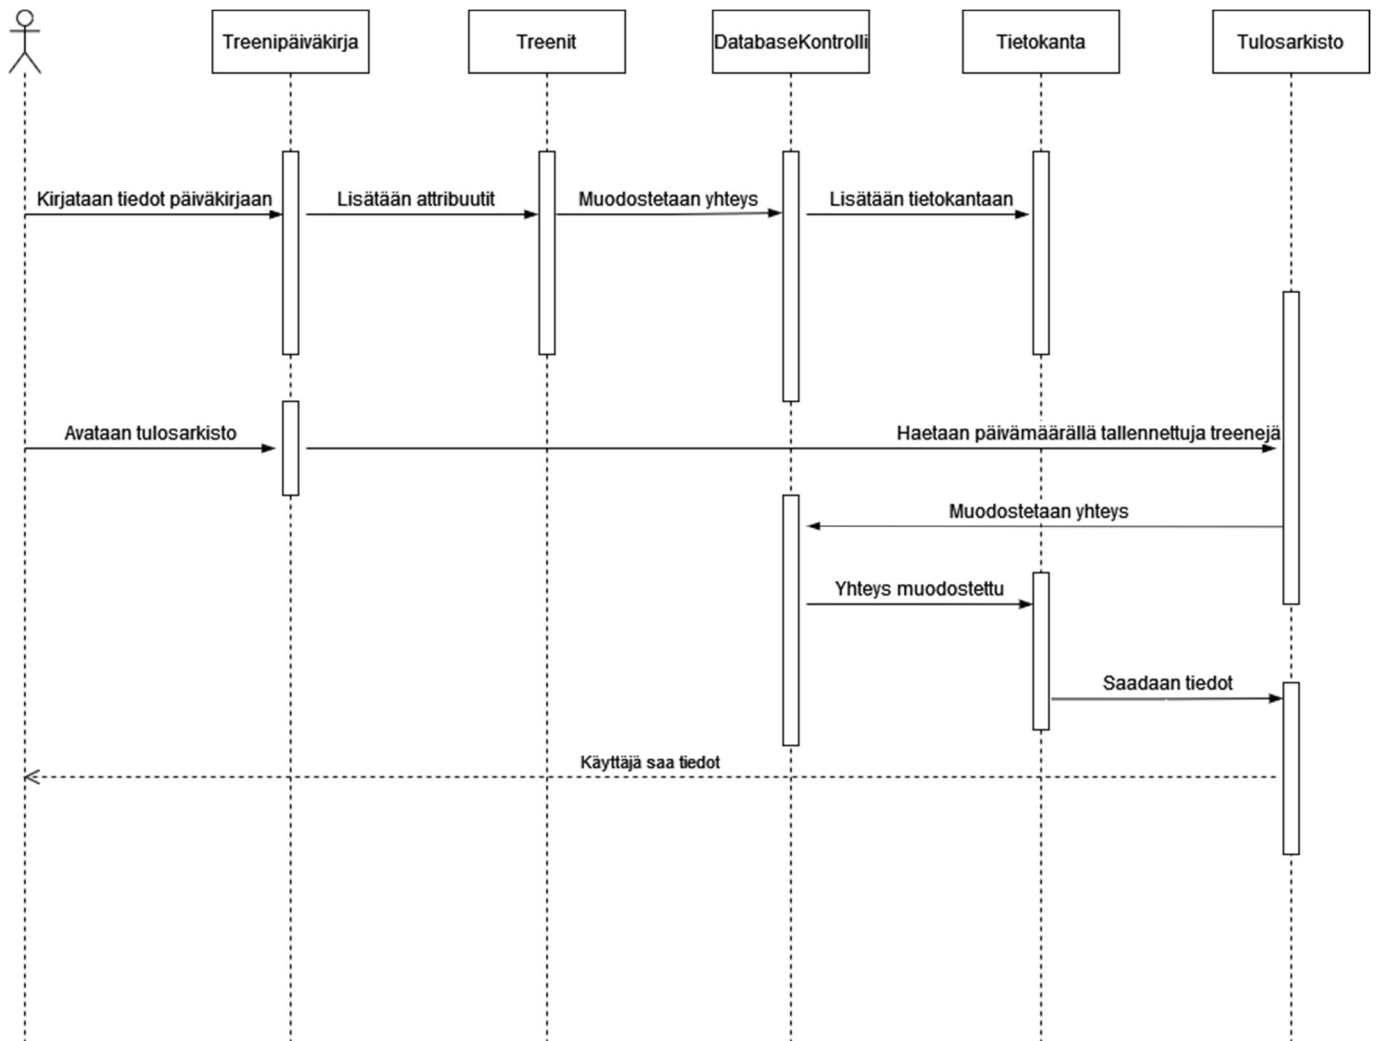 Treenipäiväkirja
Treenit
DatabaseKontrolli
Tietokanta
Tulosarkisto
Kirjataan tiedot päiväkirjaan
Lisätään attribuutit
Muodostetaan yhteys
Lisätään tietokantaan
Avataan tulosarkisto
Haetaan päivämäärällä tallennettuja treenejä
Muodostetaan yhteys
Yhteys muodostettu
Saadaan tiedot
Käyttäjä saa tiedot